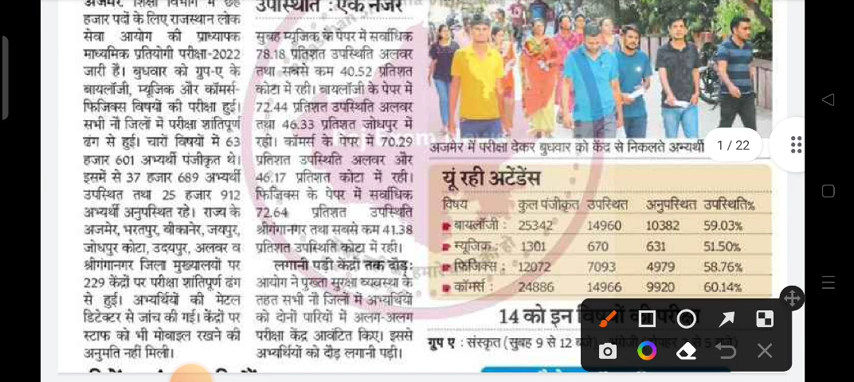 अजमर. शिक्षा विभाग में छह
हजार पदों के लिए राजस्थान लोक
सेवा आयोग की प्राध्यापक
माध्यमिक प्रतियोगी परीक्षा-2022
जारी है। बुधवार को ग्रुप-ए के
बायलॉजी, म्यूजिक और कॉमर्स-
फिजिक्स विषयों की परीक्षा हुई।
सभी नौ जिलों में परीक्षा शांतिपूर्ण
ढंग से हुई। चारों विषयों में 63
हजार 601 अभ्यर्थी पंजीकृत थे।
इसमें से 37 हजार 689 अभ्यर्थी
उपस्थित तथा 25 हजार 912
अभ्यर्थी अनुपस्थित रहे। राज्य के
अजमेर, भरतपुर, बीकानेर, जयपुर,
जोधपुर कोटा, उदयपुर, अलवर व
श्रीगंगानगर जिला मुख्यालयों पर
229 केंद्रों पर परीक्षा शांतिपूर्ण ढंग
से हुई। अभ्यर्थियों की मेटल
डिटेक्टर से जांच की गई। केंद्रों पर
स्टाफ को भी मोबाइल रखने की
अनुमति नहीं मिली।
उपस्थिति : एक नजर
सुबह म्यूजिक के पेपर में सर्वाधिक
78.18 प्रतिशत उपस्थिति अलवर
तथा सबसे कम 40.52 प्रतिशत
कोटा में रही। बायलॉजी के पेपर में
72.44 प्रतिशत उपस्थिति अलवर
तथा 46.33 प्रतिशत जोधपुर में
रही। कॉमर्स के पेपर में 70.29
प्रतिशत उपस्थिति अलवर और
46.17 प्रतिशत कोटा में रही।
फिजिक्स के पेपर में सर्वाधिक
72.64 प्रतिशत उपस्थिति
श्रीगंगानगर तथा सबसे कम 41.38
प्रतिशत उपस्थिति कोटा में रही।
लगानी पड़ी केंद्रों तक दौड़:
आयोग ने पुख्ता सुरक्षा व्यवस्था के
तहत सभी नौ जिलों में अभ्यर्थियों
को दोनों पारियों में अलग-अलग
परीक्षा केंद्र आवंटित किए। इससे
अभ्यर्थियों को दौड़ लगानी पड़ी।
अजमेर में परीक्षा देकर बुधवार को केंद्र से निकलते अभ्यर्थी
1 / 22
यूं रही अटेंडेंस
विषय कुल पंजीकृत उपस्थित अनुपस्थित उपस्थिति%
बायलॉजी: 25342 14960 10382 59.03%
म्यूजिक : 1301 670 631 51.50%
फिजिक्स : 12072 7093 4979 58.76%
कॉमर्स : 24886 14966 9920 60.14%
14 को इन विषयों की परीक्षा
ग्रुप ए : संस्कृत (सुबह 9 से 12